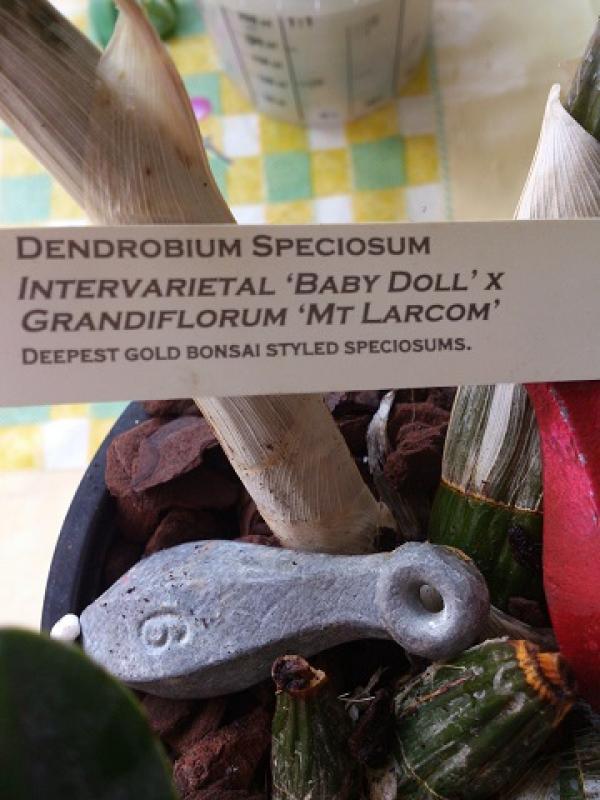 DENDROBIUM SPECIOSUM
INTERVARIETAL ‘BABY DOLL’ X
GRANDIFLORUM ‘MT LARCOM’
DEEPEST GOLD BONSAI STYLED SPECIOSUMS.
6